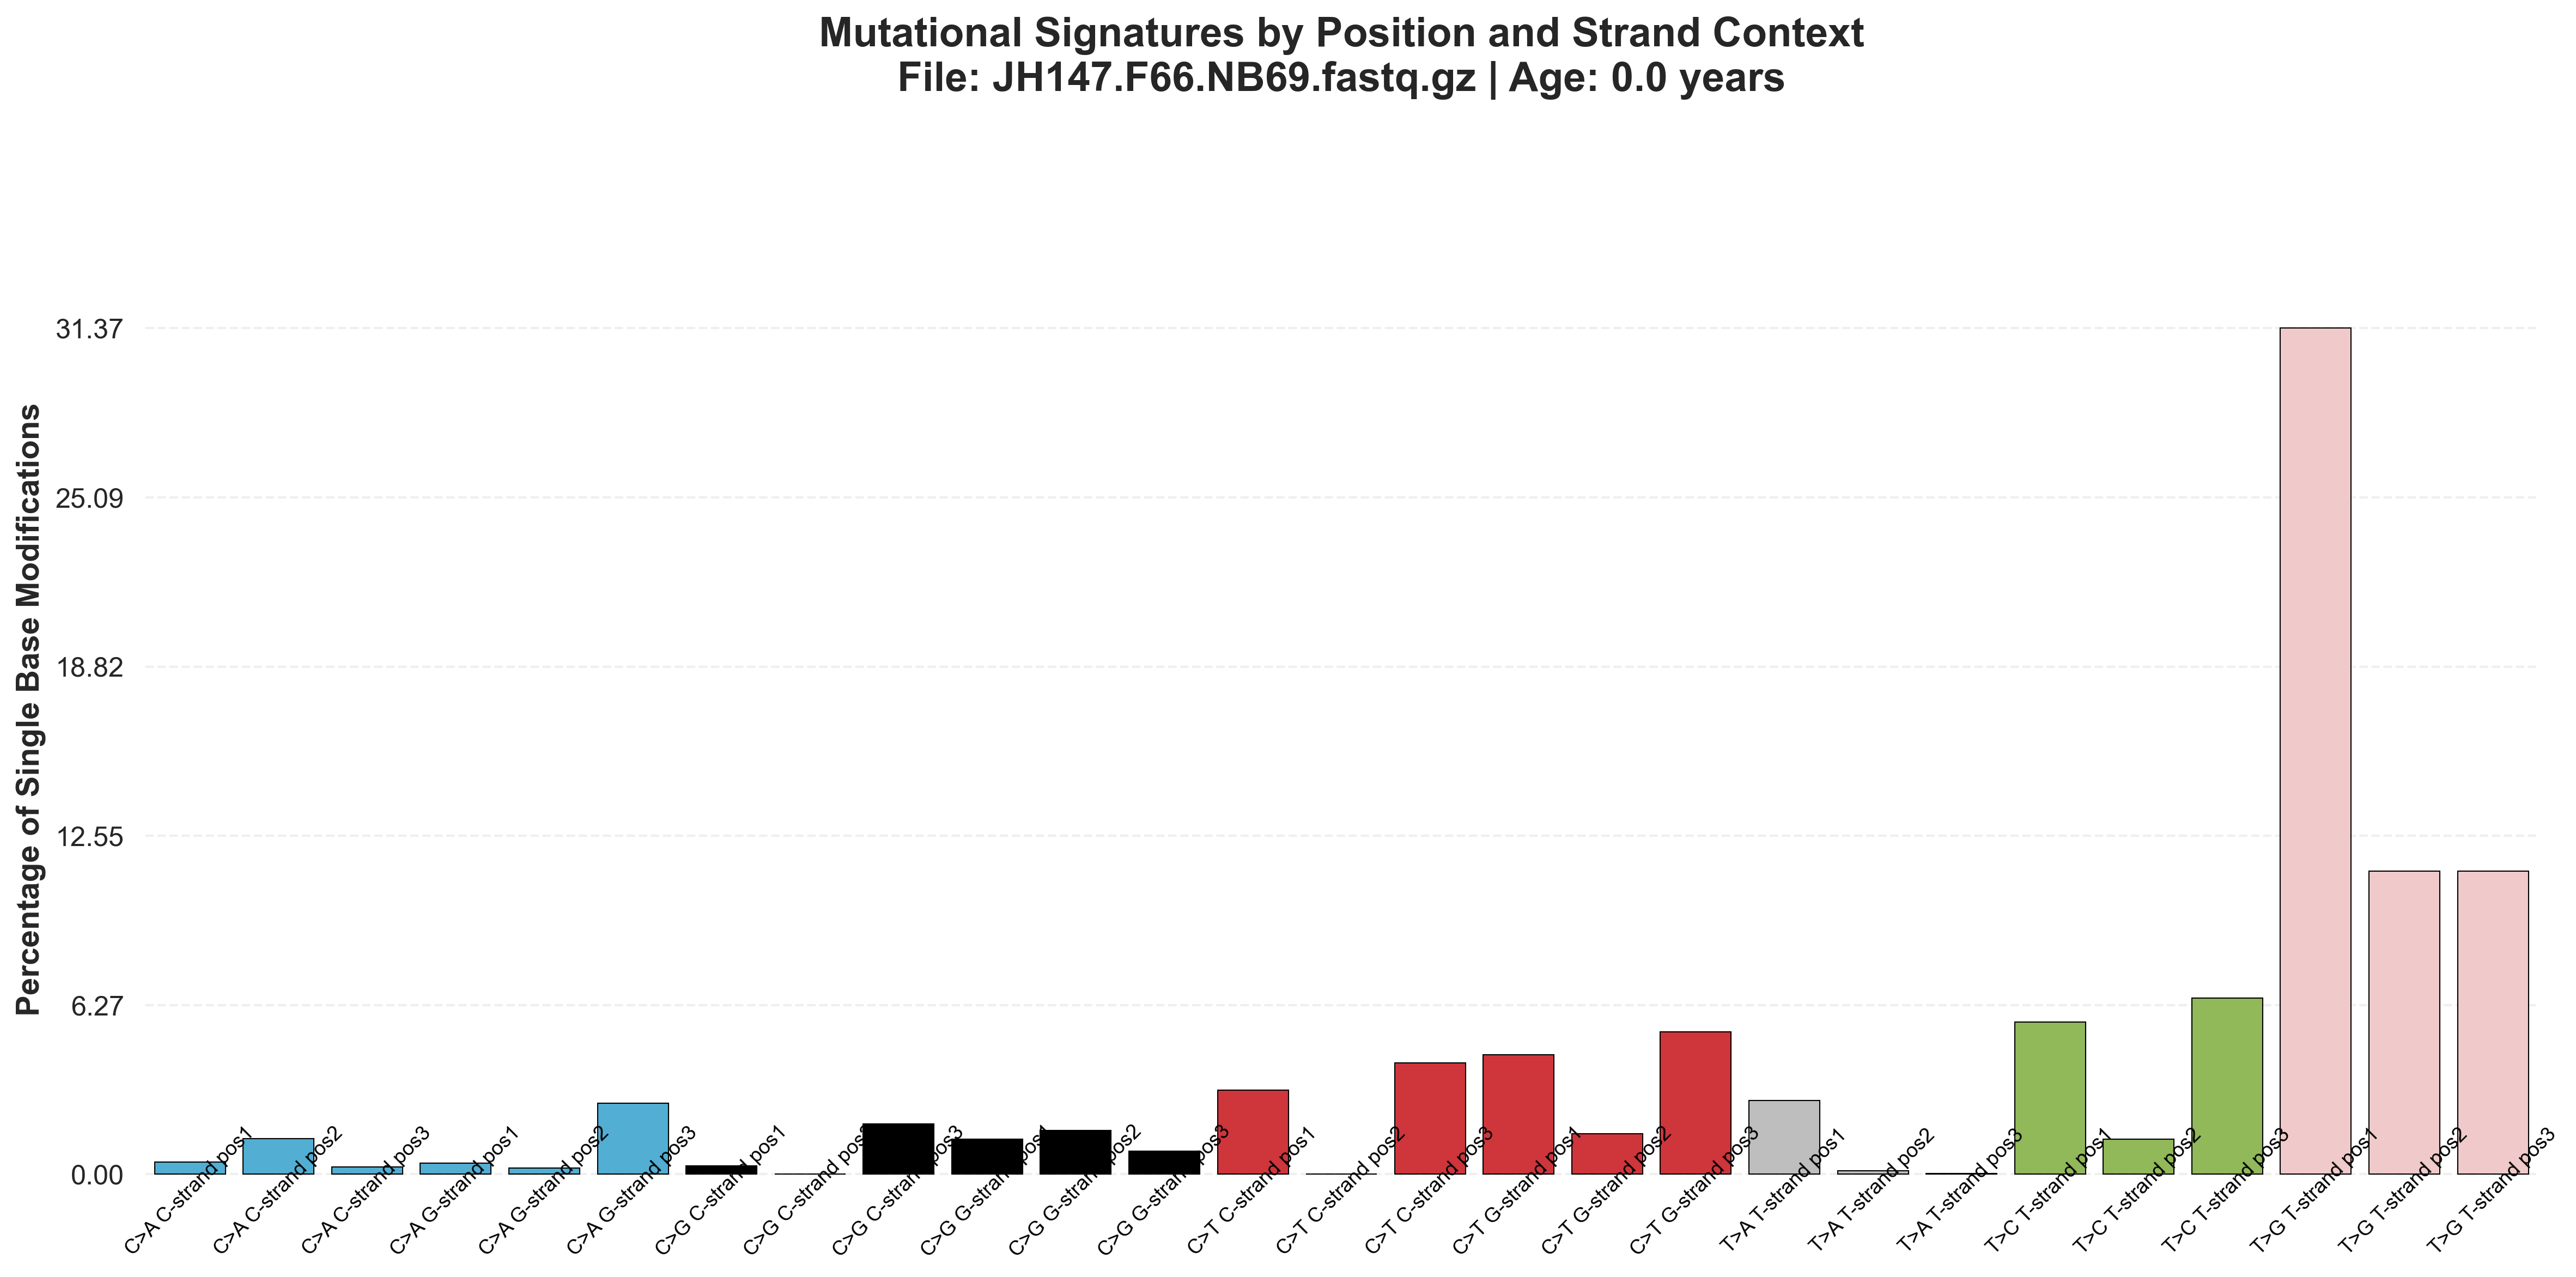 Mutational Signatures by Position and Strand Context
File: JH147.F66.NB69.fastq.gz | Age: 0.0 years
Percentage of Single Base Modifications
31.37
25.09
18.82
12.55
6.27
0.00
C>A C-strand pos1
C>A C-strand pos2
C>A C-strand pos3
C>A G-strand pos1
C>A G-strand pos2
C>A G-strand pos3
C>G C-strand pos1
C>G C-strand pos2
C>G C-strand pos3
C>G G-strand pos1
C>G G-strand pos2
C>G G-strand pos3
C>T C-strand pos1
C>T C-strand pos2
C>T C-strand pos3
C>T G-strand pos1
C>T G-strand pos2
C>T G-strand pos3
T>A T-strand pos1
T>A T-strand pos2
T>A T-strand pos3
T>C T-strand pos1
T>C T-strand pos2
T>C T-strand pos3
T>G T-strand pos1
T>G T-strand pos2
T>G T-strand pos3